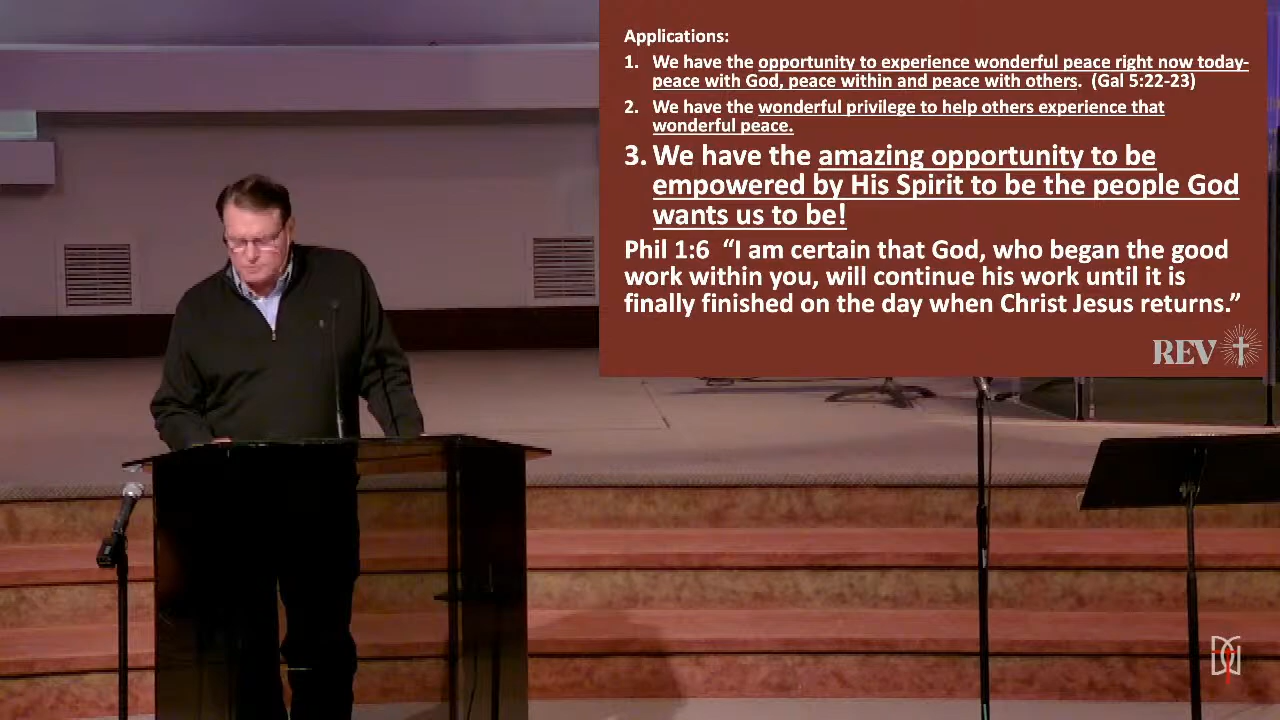 Applications:
1. We have the opportunity to experience wonderful peace right now today-
peace with God, peace within and peace with others. (Gal 5:22-23)
2. We have the wonderful privilege to help others experience that
wonderful peace.
3. We have the amazing opportunity to be
empowered by His Spirit to be the people God
wants us to be!
Phil 1:6 “I am certain that God, who began the good
work within you, will continue his work until it is
finally finished on the day when Christ Jesus returns.”
REV